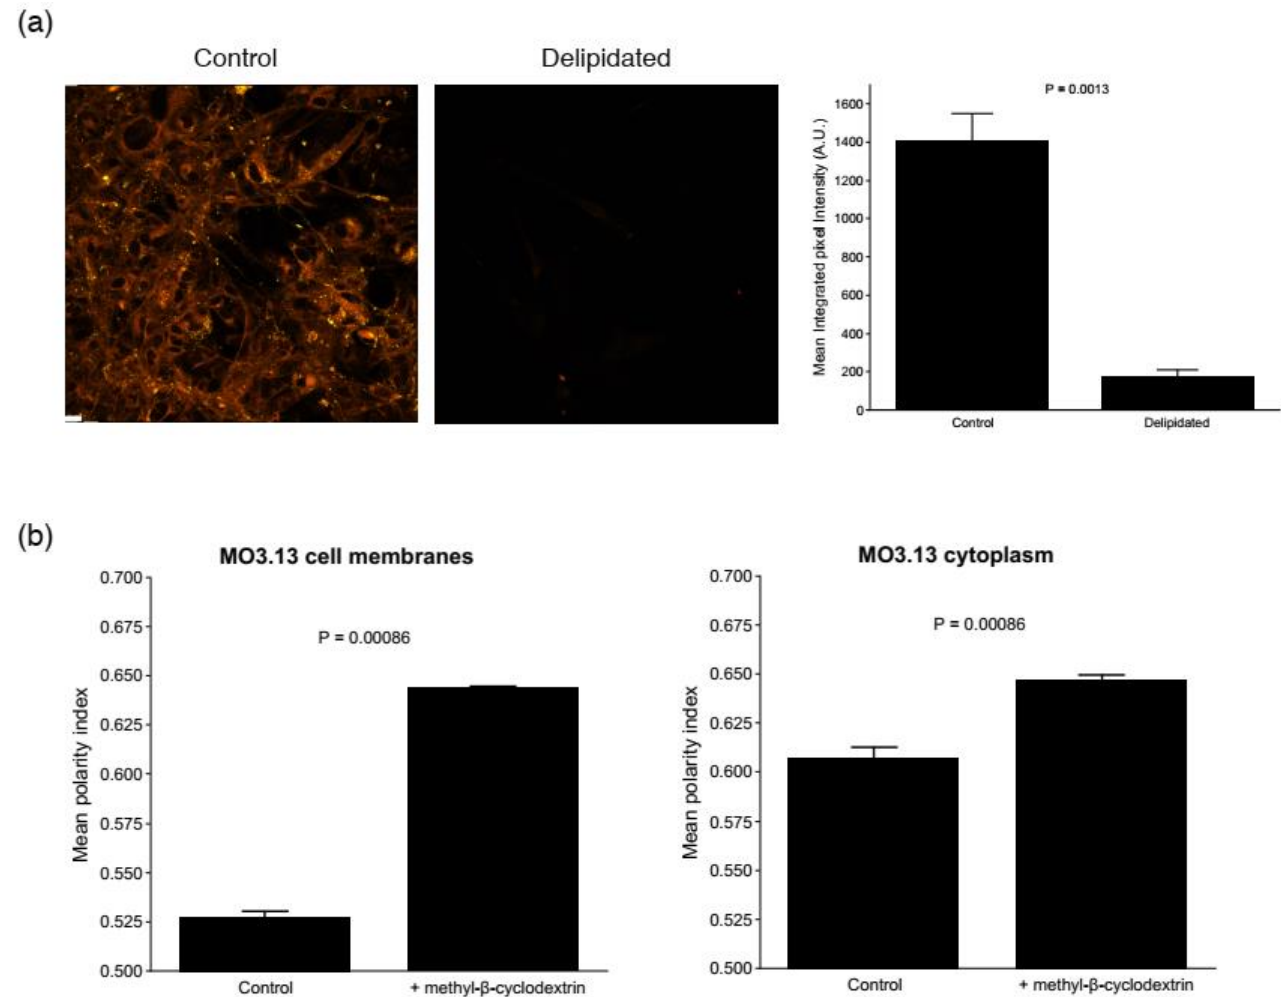 (a)
Control
Delipidated
P = 0.0013
Mean Integrated pixel Intensity (A.U.)
1600
1400
1200
1000
800
600
400
200
0
Control
Delipidated
(b)
MO3.13 cell membranes
P = 0.00086
Mean polarity index
0.700
0.675
0.650
0.625
0.600
0.575
0.550
0.525
0.500
Control
+ methyl-β-cyclodextrin
MO3.13 cytoplasm
P = 0.00086
Mean polarity index
0.700
0.675
0.650
0.625
0.600
0.575
0.550
0.525
0.500
Control
+ methyl-β-cyclodextrin